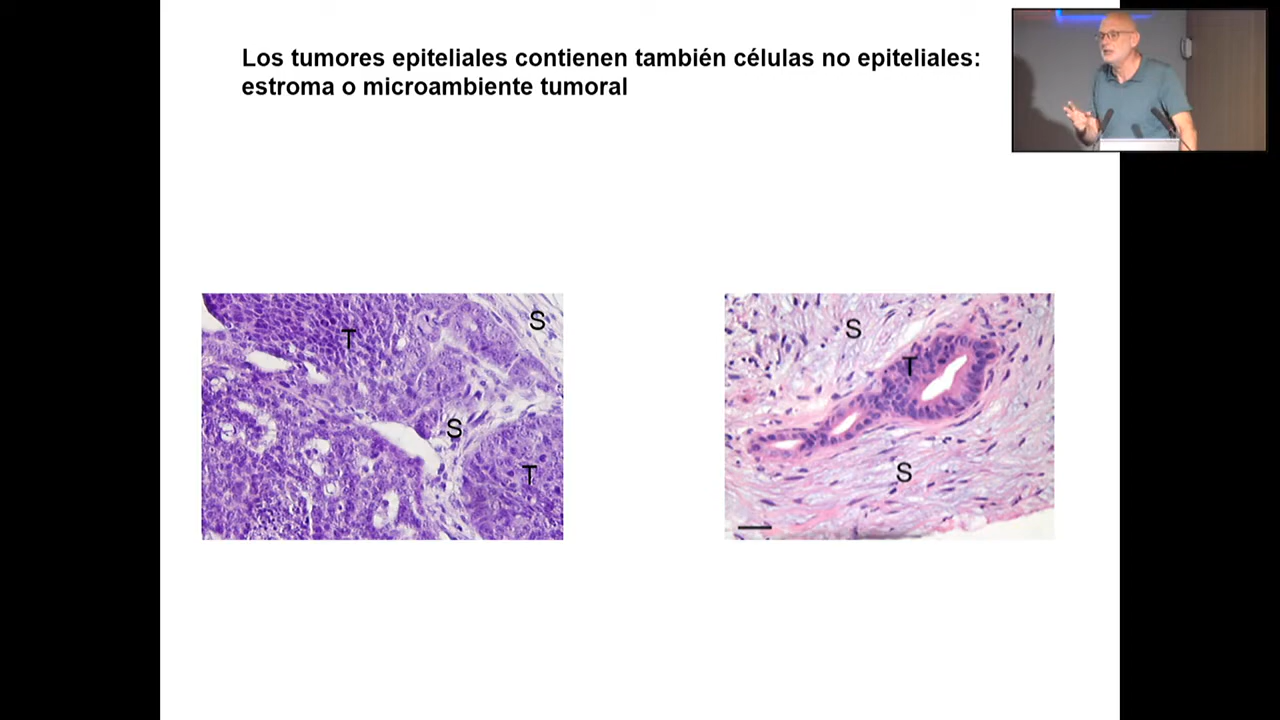 Los tumores epiteliales contienen también células no epiteliales:
estroma o microambiente tumoral
T
S
S
T
S
T
S